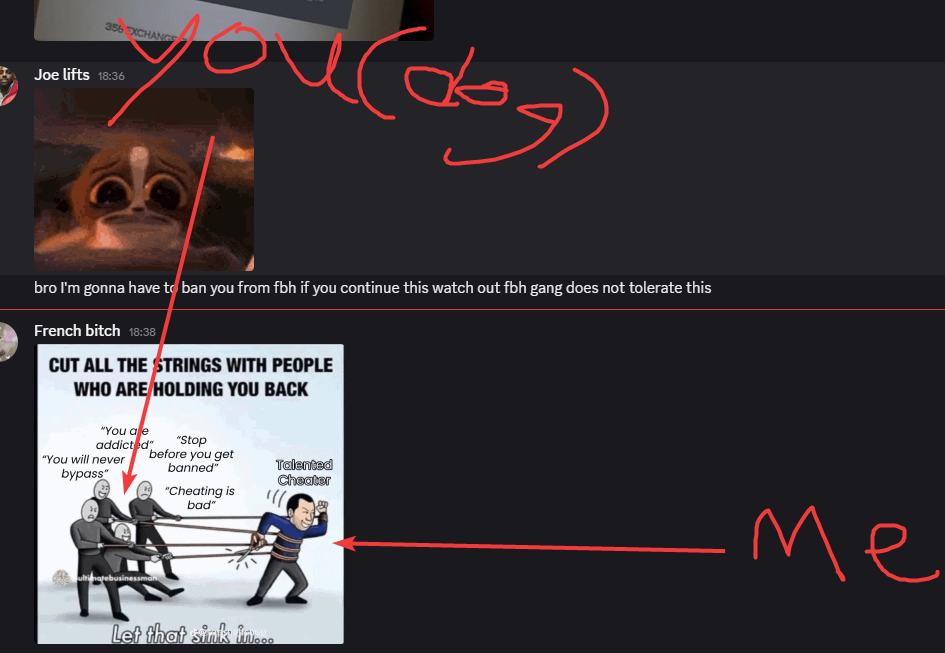 358 EXCHANGE
you(
Joe lifts 18:36
bro I'm gonna have to ban you from fbh if you continue this watch out fbh gang does not tolerate this
French bitch 18:38
CUT ALL THE STRINGS WITH PEOPLE
WHO ARE HOLDING YOU BACK
“You are
addicted”
“You will never
bypass”
“Stop
before you get
banned”
“Cheating is
bad”
Talented
Cheater
Me
ultimatebusinessman
Let that sink in...